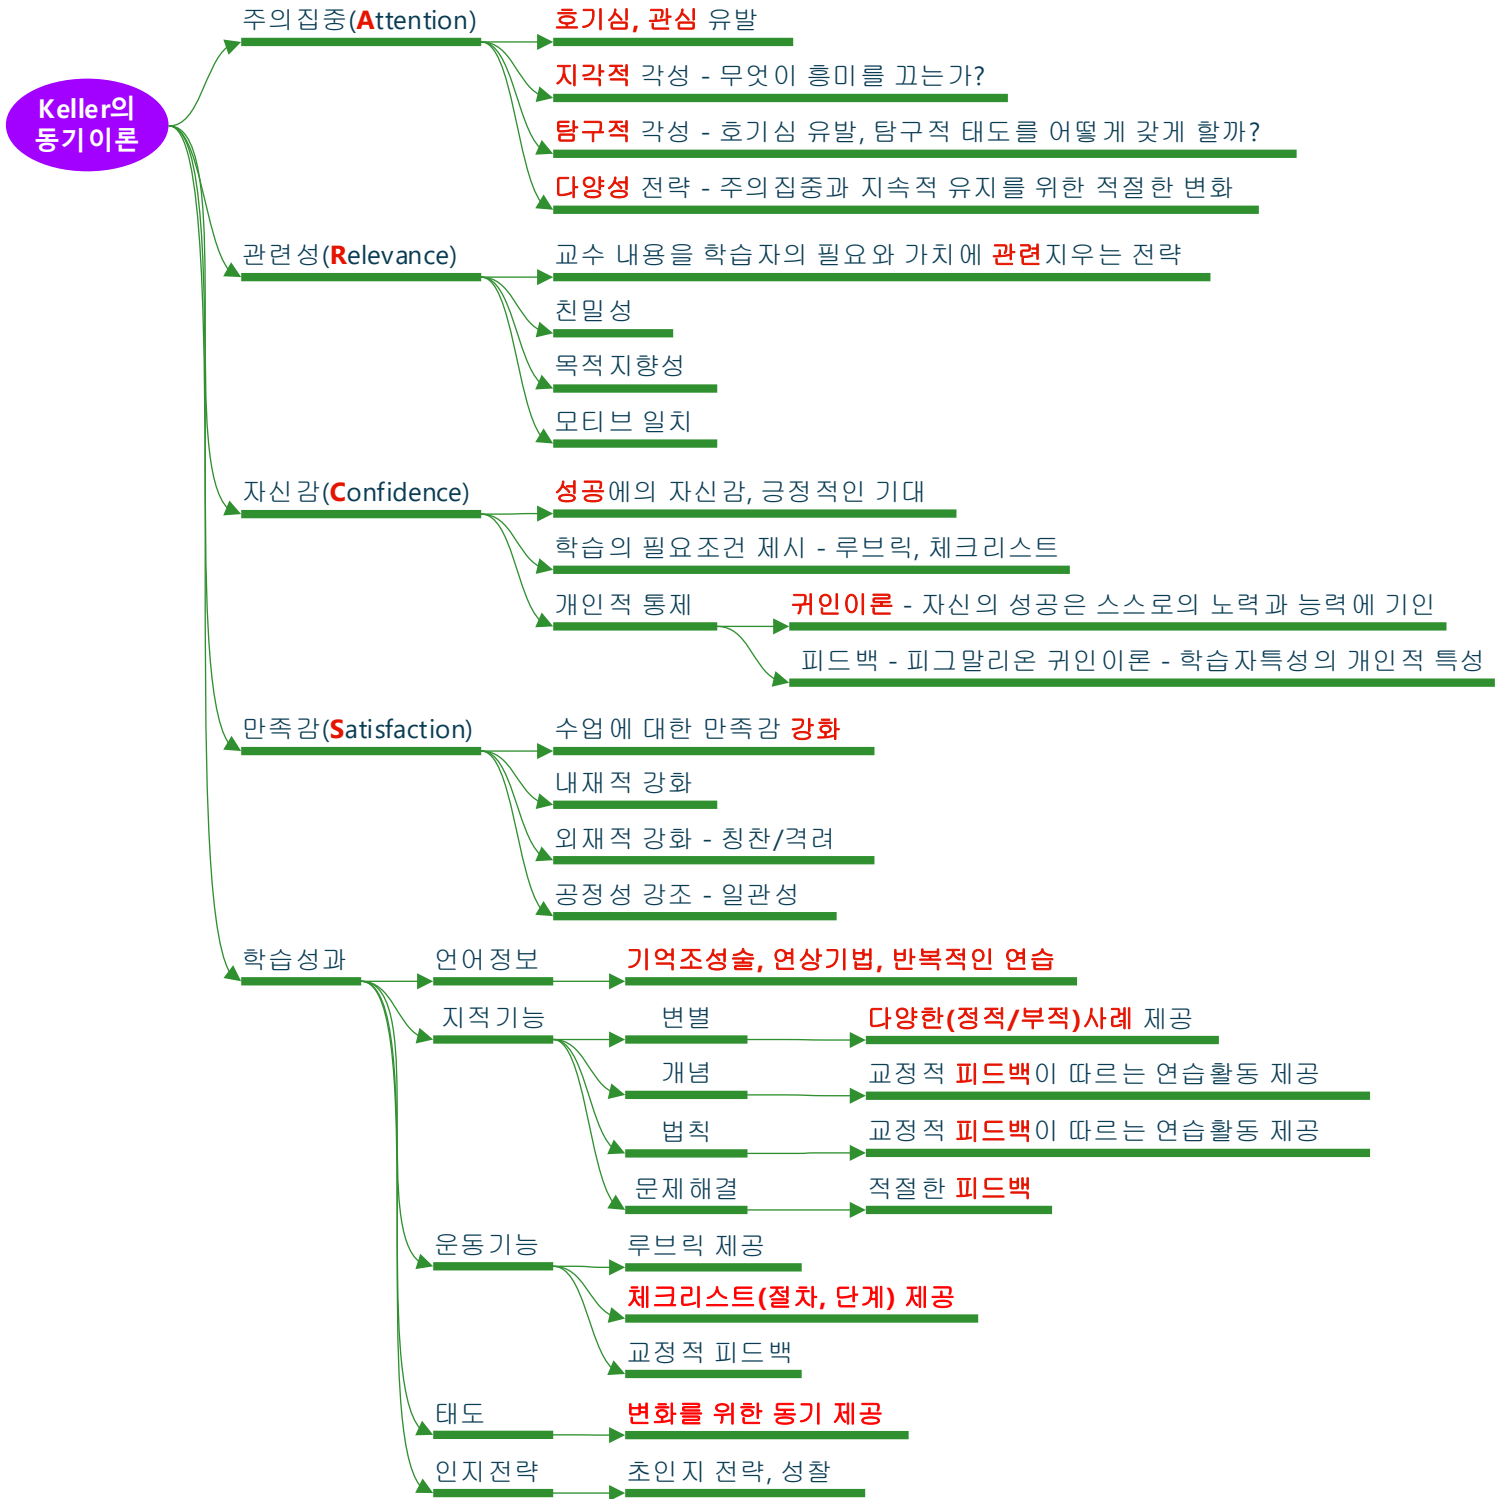 Keller의
동기이론
주의집중(Attention)
호기심, 관심 유발
지각적 각성 - 무엇이 흥미를 끄는가?
탐구적 각성 - 호기심 유발, 탐구적 태도를 어떻게 갖게 할까?
다양성 전략 - 주의집중과 지속적 유지를 위한 적절한 변화
관련성(Relevance)
교수 내용을 학습자의 필요와 가치에 관련지우는 전략
친밀성
목적지향성
모티브 일치
자신감(Confidence)
성공에의 자신감, 긍정적인 기대
학습의 필요조건 제시 - 루브릭, 체크리스트
개인적 통제
귀인이론 - 자신의 성공은 스스로의 노력과 능력에 기인
피드백 - 피그말리온 귀인이론 - 학습자특성의 개인적 특성
만족감(Satisfaction)
수업에 대한 만족감 강화
내재적 강화
외재적 강화 - 칭찬/격려
공정성 강조 - 일관성
학습성과
언어정보
기억조성술, 연상기법, 반복적인 연습
지적기능
변별
다양한(정적/부적)사례 제공
개념
교정적 피드백이 따르는 연습활동 제공
법칙
교정적 피드백이 따르는 연습활동 제공
문제해결
적절한 피드백
운동기능
루브릭 제공
체크리스트(절차, 단계) 제공
교정적 피드백
태도
변화를 위한 동기 제공
인지전략
초인지 전략, 성찰